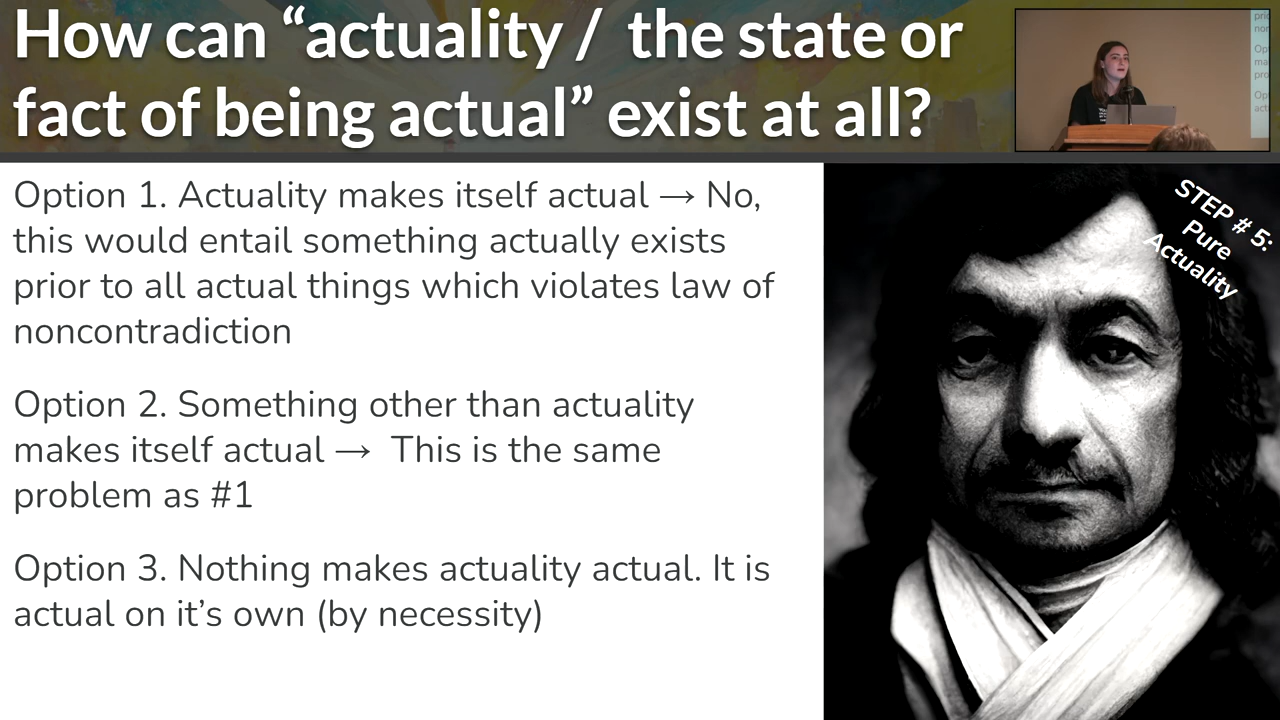 How can “actuality /  the state or
fact of being actual” exist at all?
Option 1. Actuality makes itself actual → No,
this would entail something actually exists
prior to all actual things which violates law of
noncontradiction
Option 2. Something other than actuality
makes itself actual →  This is the same
problem as #1
Option 3. Nothing makes actuality actual. It is
actual on it’s own (by necessity)
STEP # 5:
Pure
Actuality